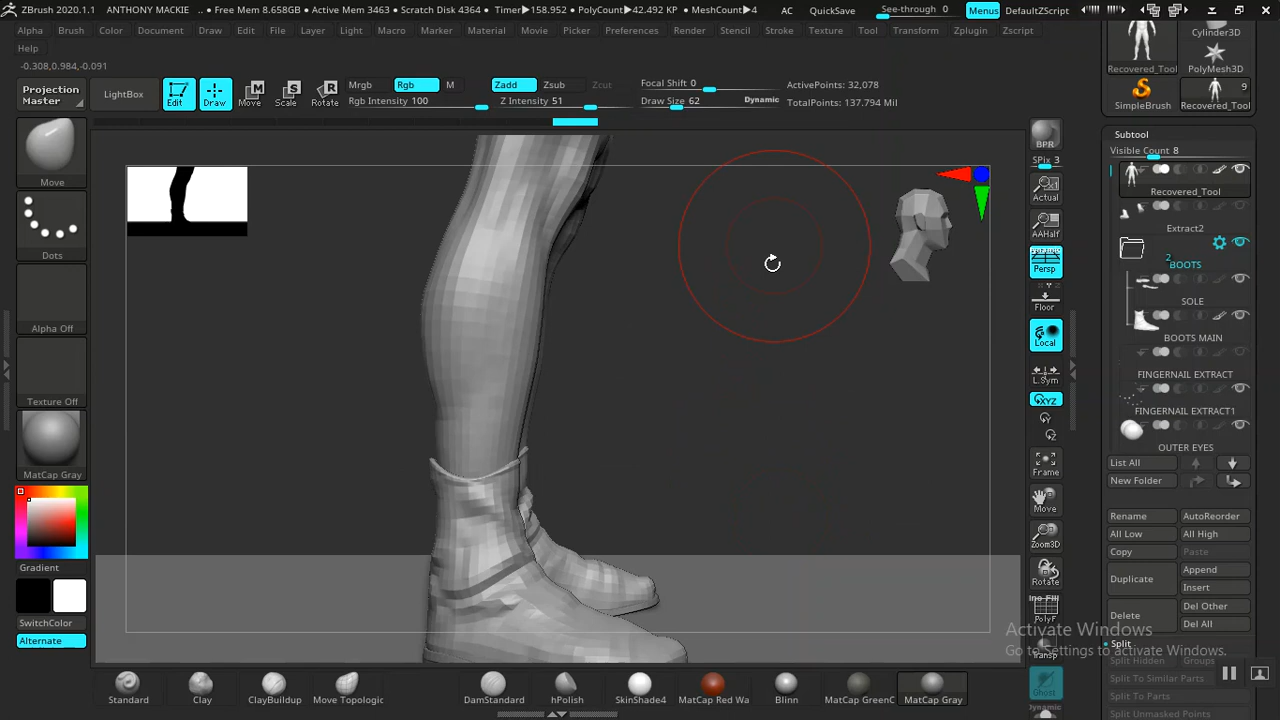 ZBrush 2020.1.1 ANTHONY MACKIE .. • Free Mem 8.658GB • Active Mem 3463 • Scratch Disk 4364 • Timer▶158.952 • PolyCount▶42.492 KP • MeshCount▶4 AC QuickSave See-through 0 Menus DefaultZScript
Alpha Brush Color Document Draw Edit File Layer Light Macro Marker Material Movie Picker Preferences Render Stencil Stroke Texture Tool Transform Zplugin Zscript
Help
-0.308,0.984,-0.091
Projection Master
LightBox
Edit Draw Move Scale Rotate
Mrgb Rgb M
Rgb Intensity 100
Zadd Zsub Zcut
Z Intensity 51
Focal Shift 0
Draw Size 62 Dynamic
ActivePoints: 32,078
TotalPoints: 137.794 Mil
Move
Dots
Alpha Off
Texture Off
MatCap Gray
Gradient
SwitchColor
Alternate
BPR
SPix 3
Actual
AAHalf
Persp
Floor
Local
L.Sym
XYZ
Y
Z
Frame
Move
Zoom3D
Rotate
PolyF
Transp
Ghost
Dynamic
Cylinder3D
Recovered_Tool PolyMesh3D
9
SimpleBrush Recovered_Tool
Subtool
Visible Count 8
Recovered_Tool
Extract2
2
BOOTS
SOLE
BOOTS MAIN
FINGERNAIL EXTRACT
FINGERNAIL EXTRACT1
OUTER EYES
List All
New Folder
Rename AutoReorder
All Low All High
Copy Paste
Duplicate Append
Insert
Delete Del Other
Del All
Split
Split Hidden Groups
Split To Similar Parts
Split To Parts
Split Unmasked Points
Activate Windows
Go to Settings to activate Windows.
Standard Clay ClayBuildup Move Topologic DamStandard hPolish SkinShade4 MatCap Red Wa Blinn MatCap GreenC MatCap Gray